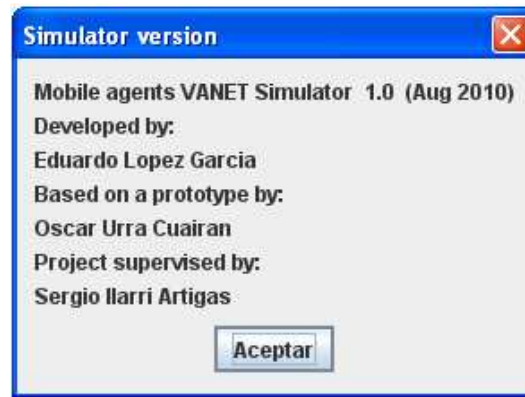 Simulator version
Mobile agents VANET Simulator 1.0 (Aug 2010)
Developed by:
Eduardo Lopez Garcia
Based on a prototype by:
Oscar Urra Cuairan
Project supervised by:
Sergio Ilarri Artigas
Aceptar